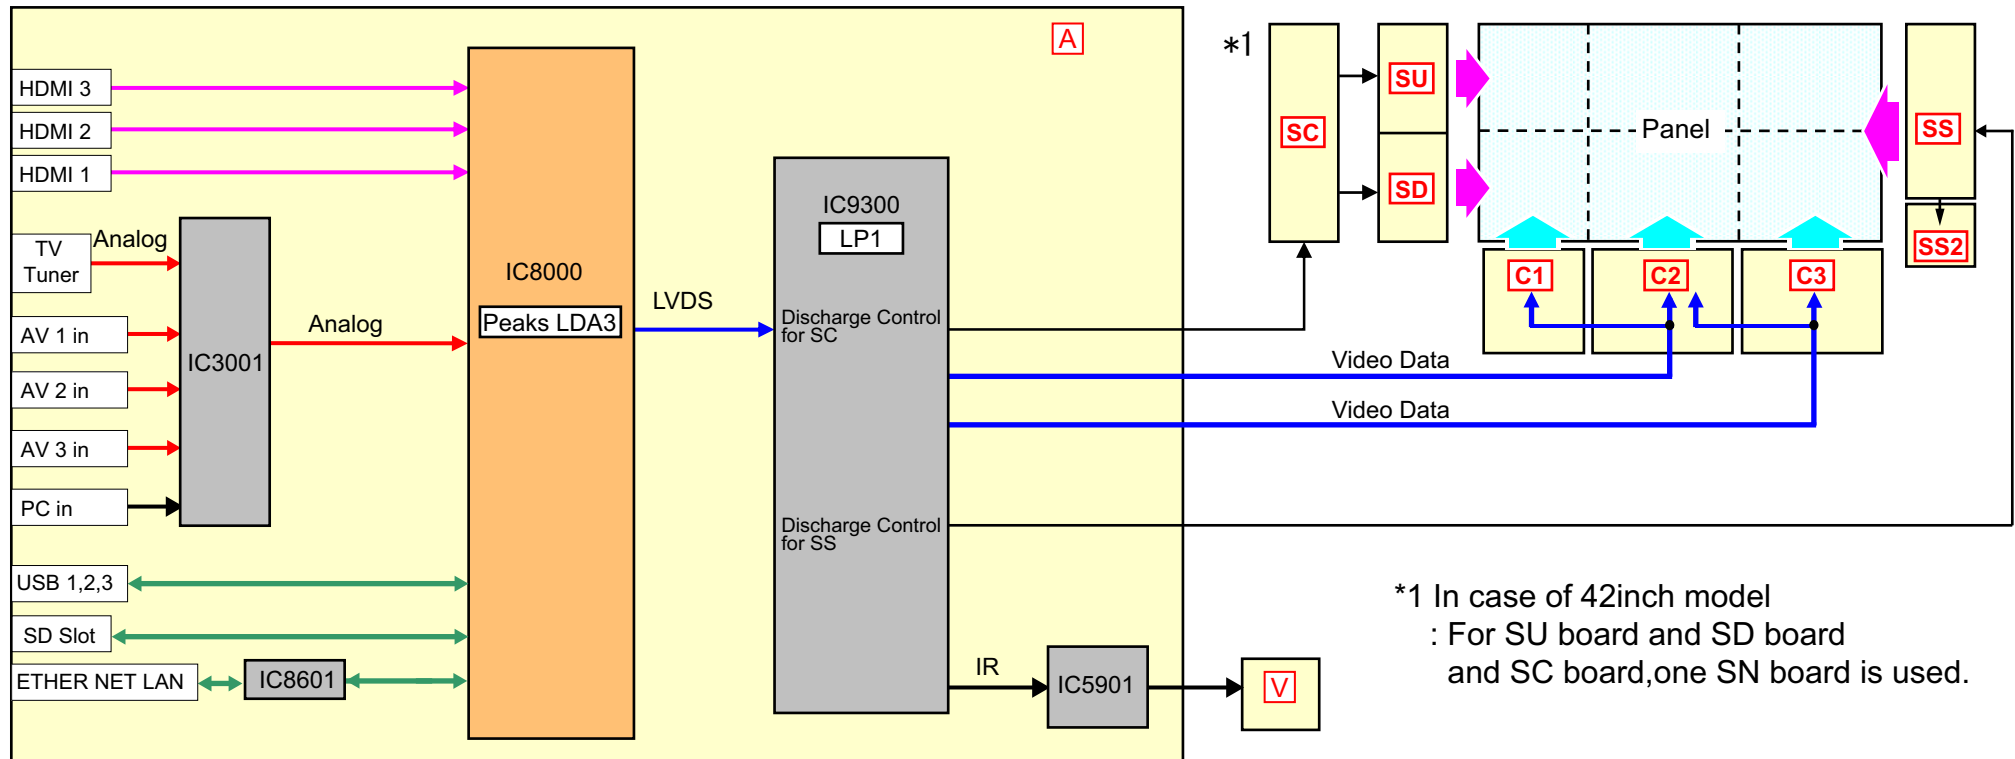 A
HDMI 3
HDMI 2
HDMI 1
TV
Tuner
Analog
AV 1 in
AV 2 in
AV 3 in
PC in
IC3001
Analog
USB 1,2,3
SD Slot
ETHER NET LAN
IC8601
IC8000
Peaks LDA3
LVDS
IC9300
LP1
Discharge Control
for SC
Discharge Control
for SS
IR
IC5901
V
Video Data
Video Data
*1
SC
SU
SD
Panel
SS
SS2
C1
C2
C3
*1 In case of 42inch model
: For SU board and SD board
and SC board,one SN board is used.